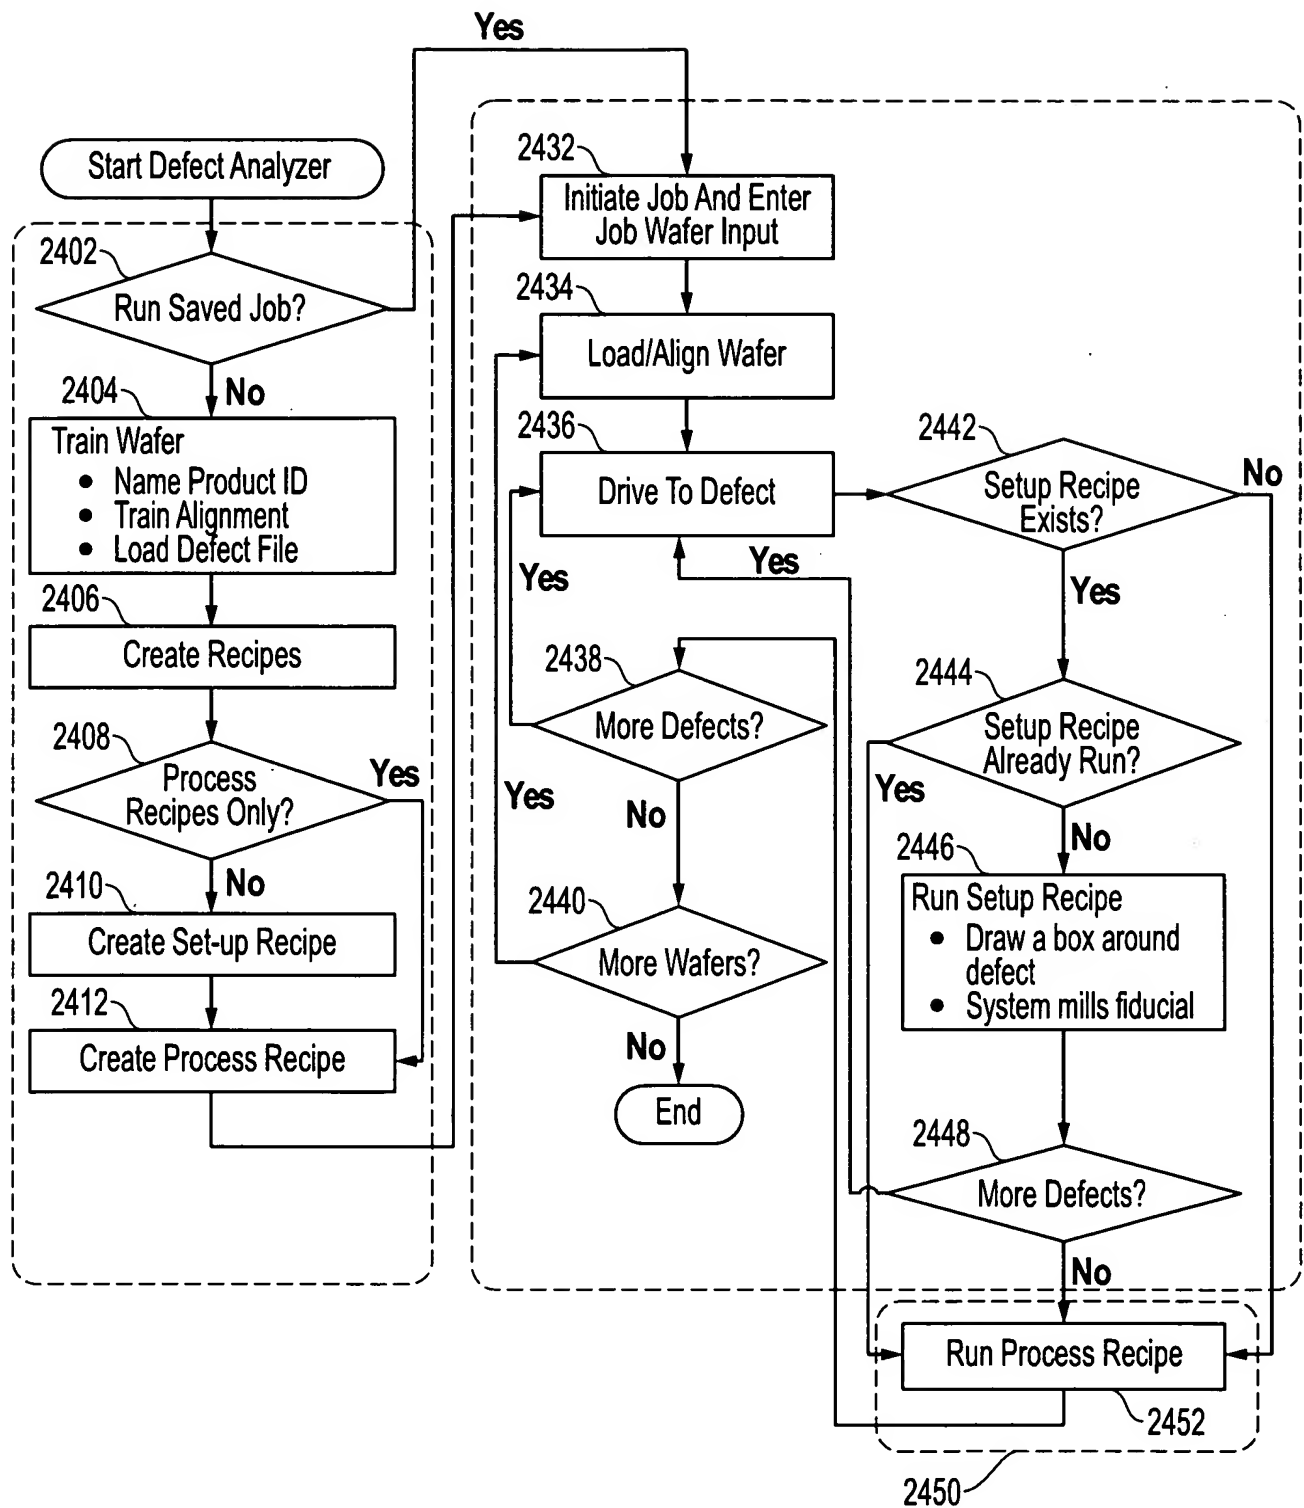 Yes
Start Defect Analyzer
2402
Run Saved Job?
No
2404
Train Wafer
• Name Product ID
• Train Alignment
• Load Defect File
2406
Create Recipes
2408
Process
Recipes Only?
Yes
No
2410
Create Set-up Recipe
2412
Create Process Recipe
2432
Initiate Job And Enter
Job Wafer Input
2434
Load/Align Wafer
2436
Drive To Defect
Yes
Yes
2438
More Defects?
Yes
No
2440
More Wafers?
No
End
2442
Setup Recipe
Exists?
No
Yes
2444
Setup Recipe
Already Run?
Yes
No
2446
Run Setup Recipe
• Draw a box around
defect
• System mills fiducial
2448
More Defects?
No
Run Process Recipe
2452
2450